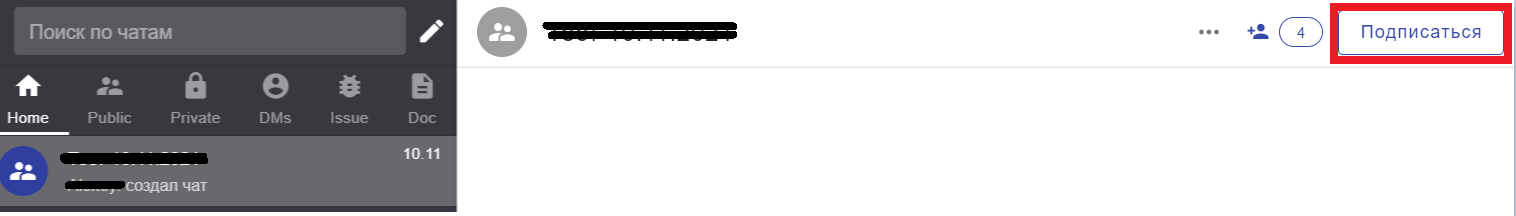 Поиск по чатам
4
Подписаться
Home
Public
Private
DMs
Issue
Doc
10.11
создал чат